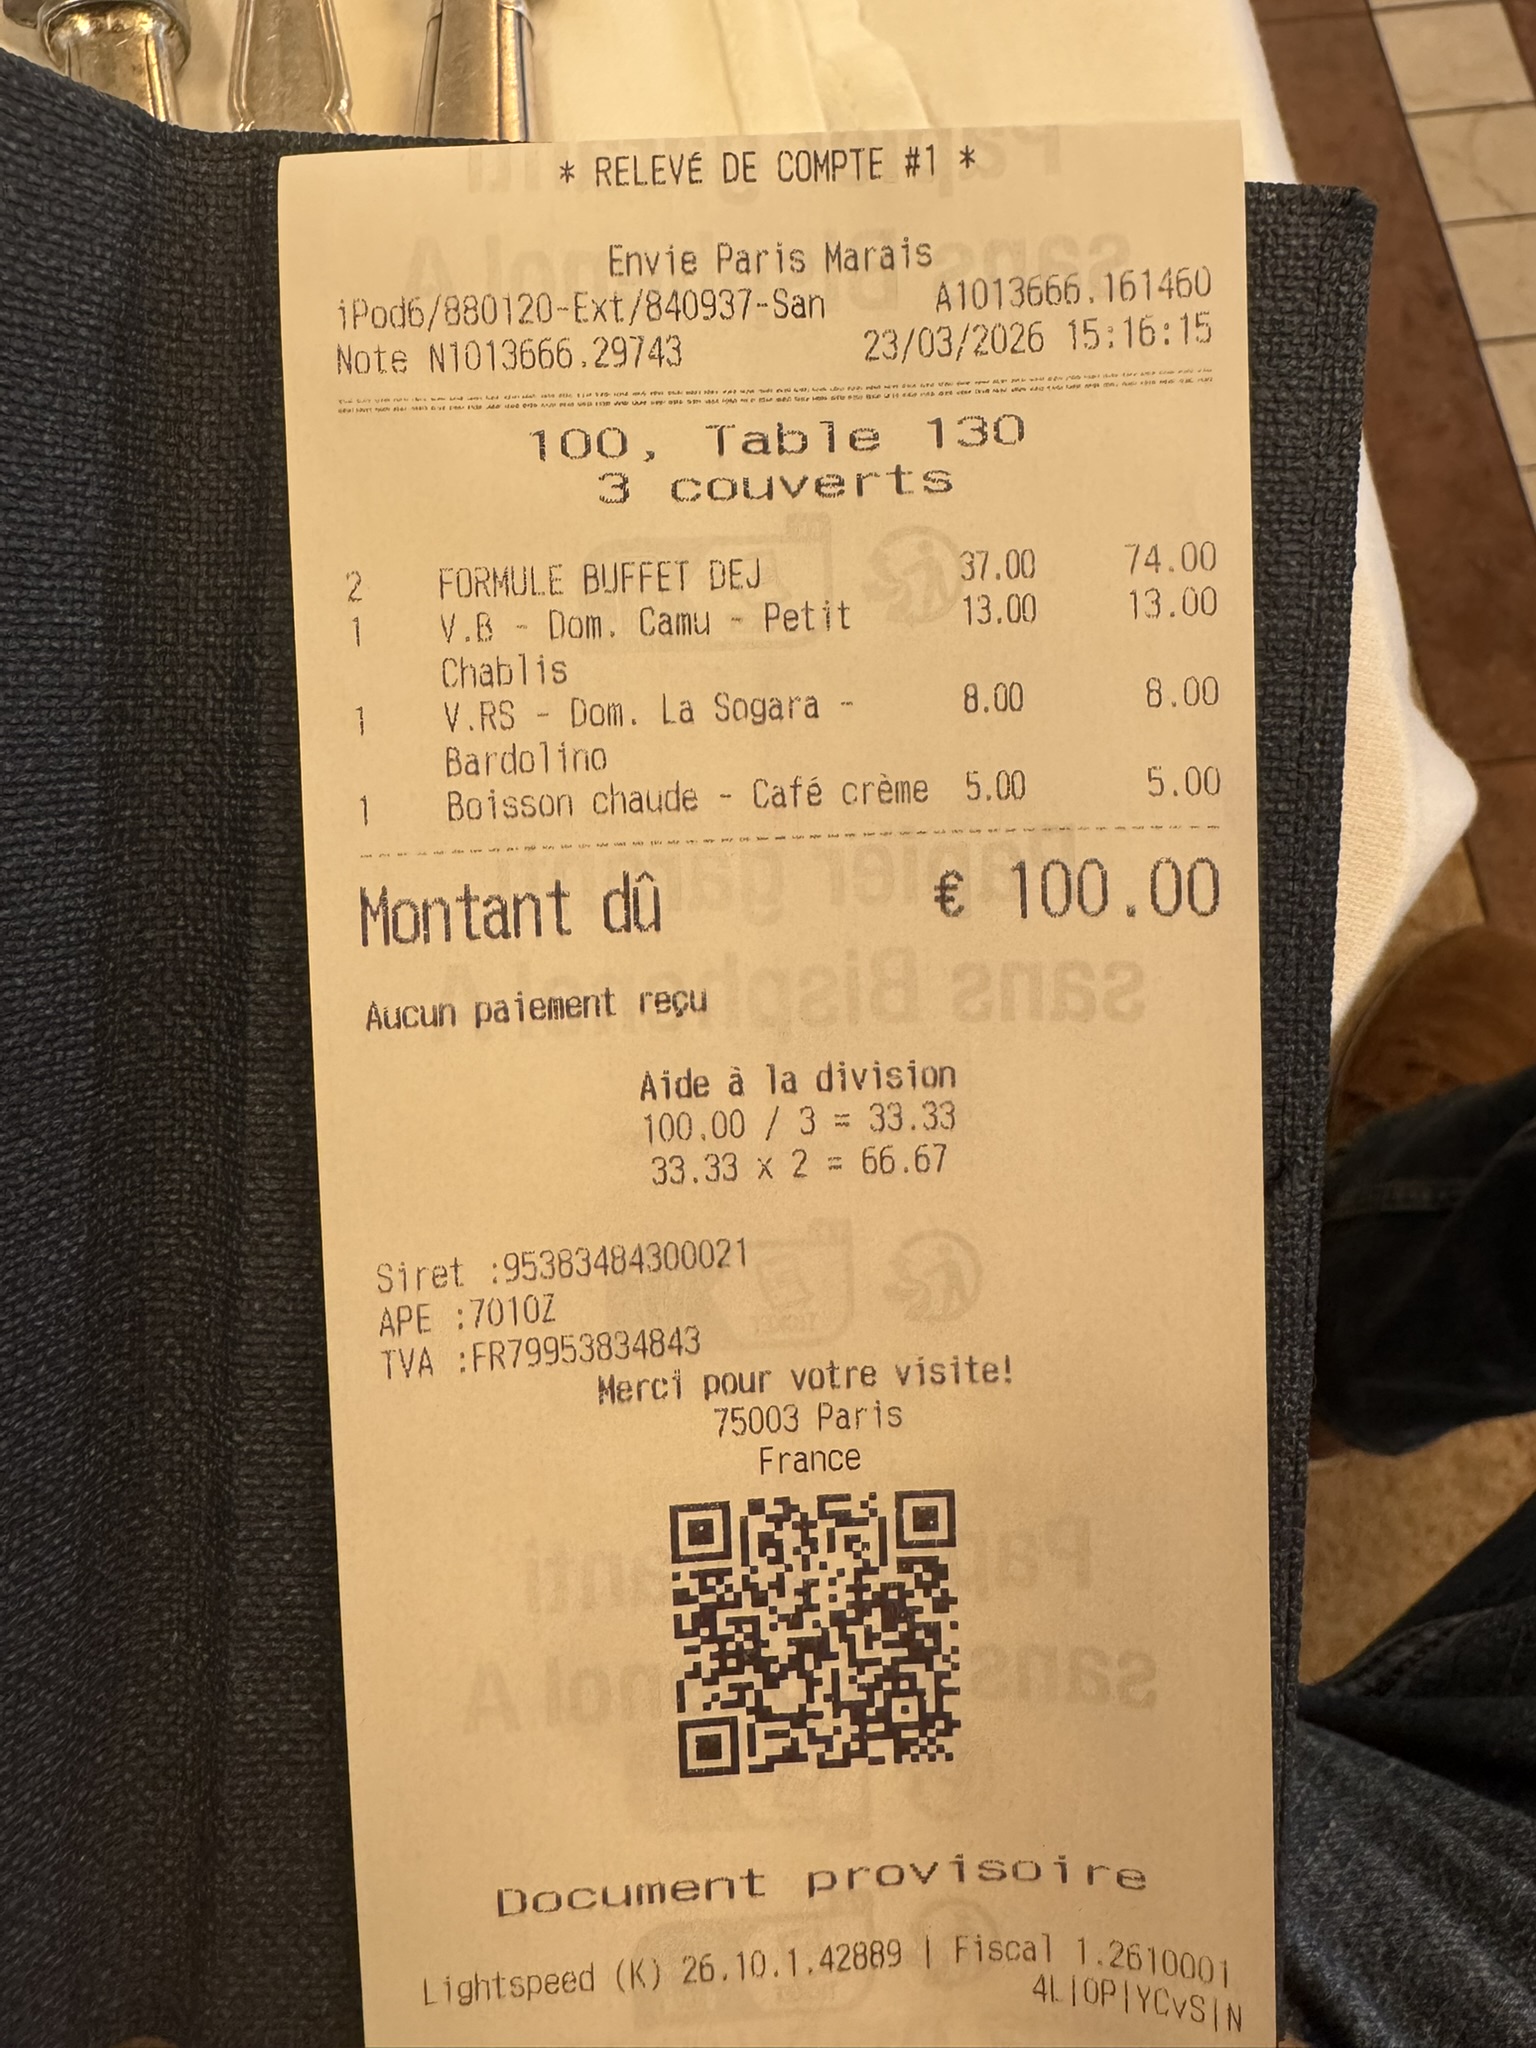 * RELEVÉ DE COMPTE #1 *
Envie Paris Marais
iPod6/880120-Ext/840937-San A1013666.161460
Note N1013666.29743 23/03/2026 15:16:15
100, Table 130
3 couverts
2 FORMULE BUFFET DEJ 37.00 74.00
1 V.B - Dom. Camu - Petit 13.00 13.00
Chablis
1 V.RS - Dom. La Sogara - 8.00 8.00
Bardolino
1 Boisson chaude - Café crème 5.00 5.00
Montant dû € 100.00
Aucun paiement reçu
Aide à la division
100.00 / 3 = 33.33
33.33 x 2 = 66.67
Siret :95383484300021
APE :7010Z
TVA :FR79953834843
Merci pour votre visite!
75003 Paris
France
Document provisoire
Lightspeed (K) 26.10.1.42889 | Fiscal 1.2610001
4L|OP|YCvS|N